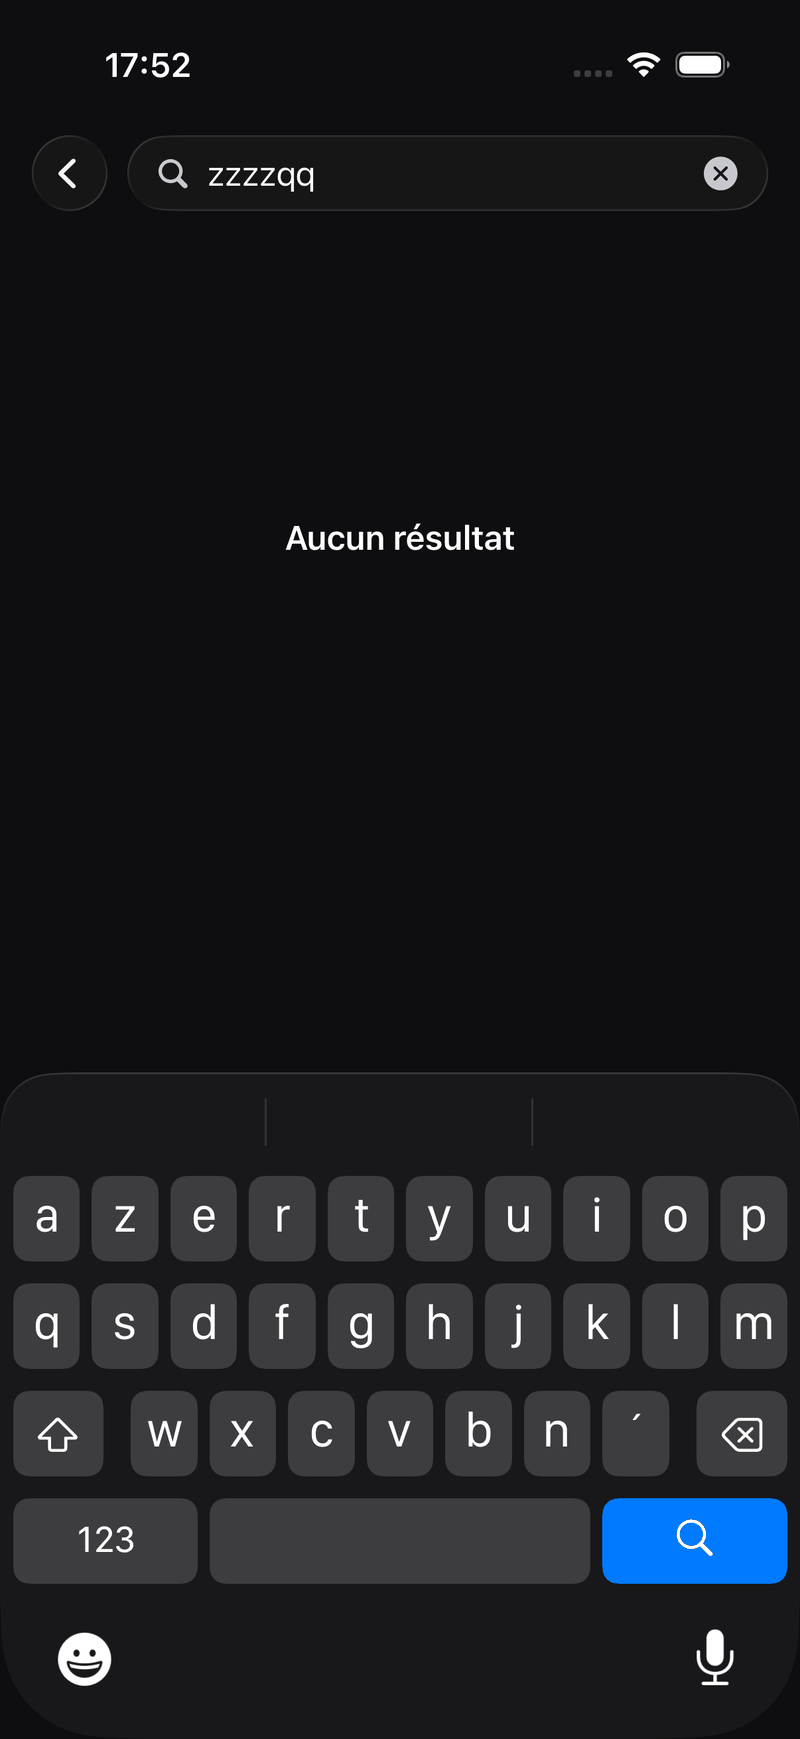 17:52
zzzzqq
Aucun résultat
a z e r t y u i o p
q s d f g h j k l m
w x c v b n ´
123